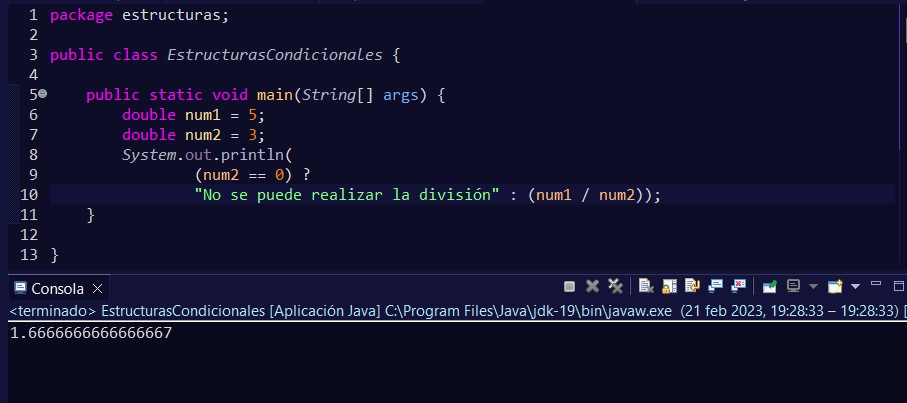 1 package estructuras;
2
3 public class EstructurasCondicionales {
4
5 public static void main(String[] args) {
6 double num1 = 5;
7 double num2 = 3;
8 System.out.println(
9 (num2 == 0) ?
10 "No se puede realizar la división" : (num1 / num2));
11 }
12
13 }
Consola
<terminado> EstructurasCondicionales [Aplicación Java] C:\Program Files\Java\jdk-19\bin\javaw.exe (21 feb 2023, 19:28:33 – 19:28:33) [
1.6666666666666667